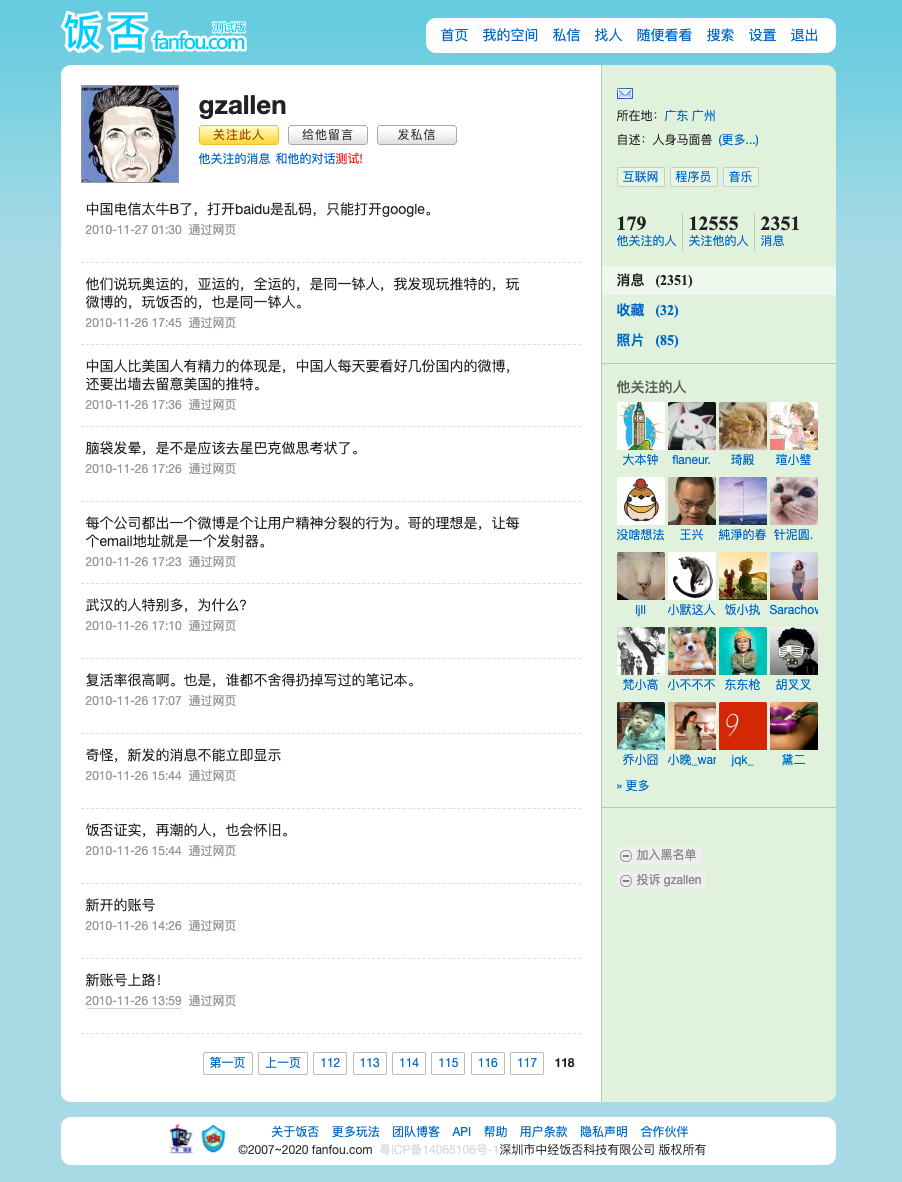 饭否 测试版
fanfou.com
首页 我的空间 私信 找人 随便看看 搜索 设置 退出
gzallen
关注此人 给他留言 发私信
他关注的消息 和他的对话测试!
中国电信太牛B了，打开baidu是乱码，只能打开google。
2010-11-27 01:30 通过网页
他们说玩奥运的，亚运的，全运的，是同一钵人，我发现玩推特的，玩
微博的，玩饭否的，也是同一钵人。
2010-11-26 17:45 通过网页
中国人比美国人有精力的体现是，中国人每天要看好几份国内的微博，
还要出墙去留意美国的推特。
2010-11-26 17:36 通过网页
脑袋发晕，是不是应该去星巴克做思考状了。
2010-11-26 17:26 通过网页
每个公司都出一个微博是个让用户精神分裂的行为。哥的理想是，让每
个email地址就是一个发射器。
2010-11-26 17:23 通过网页
武汉的人特别多，为什么?
2010-11-26 17:10 通过网页
复活率很高啊。也是，谁都不舍得扔掉写过的笔记本。
2010-11-26 17:07 通过网页
奇怪，新发的消息不能立即显示
2010-11-26 15:44 通过网页
饭否证实，再潮的人，也会怀旧。
2010-11-26 15:44 通过网页
新开的账号
2010-11-26 14:26 通过网页
新账号上路！
2010-11-26 13:59 通过网页
第一页 上一页 112 113 114 115 116 117 118
所在地：广东 广州
自述：人身马面兽 (更多...)
互联网 程序员 音乐
179 12555 2351
他关注的人 关注他的人 消息
消息 (2351)
收藏 (32)
照片 (85)
他关注的人
大本钟 flaneur. 琦殿 瑄小璧
没啥想法 王兴 純淨的春 针泥圆.
ljll 小默这人 饭小执 Sarachow
梵小高 小不不不 东东枪 胡叉叉
9
乔小囧 小晚_war jqk_ 黛二
» 更多
加入黑名单
投诉 gzallen
关于饭否 更多玩法 团队博客 API 帮助 用户条款 隐私声明 合作伙伴
©2007~2020 fanfou.com 粤ICP备14065106号-1深圳市中经饭否科技有限公司 版权所有